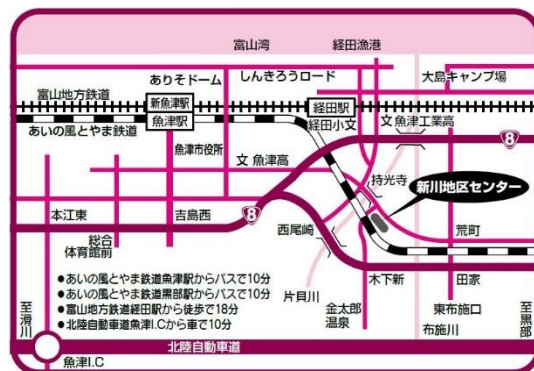 富山湾
経田漁港
ありそドーム
しんきろうロード
大島キャンプ場
富山地方鉄道
新魚津駅
経田駅
あいの風とやま鉄道
魚津駅
経田小文
文 魚津工業高
8
魚津市役所
文 魚津高
持光寺
新川地区センター
本江東
吉島西
8
西尾崎
荒町
総合
体育館前
●あいの風とやま鉄道魚津駅からバスで10分
●あいの風とやま鉄道黒部駅からバスで10分
●富山地方鉄道経田駅から徒歩で18分
●北陸自動車道魚津I.Cから車で10分
片貝川
木下新
田家
金太郎
温泉
東布施口
布施川
至滑川
至黒部
北陸自動車道
魚津I.C